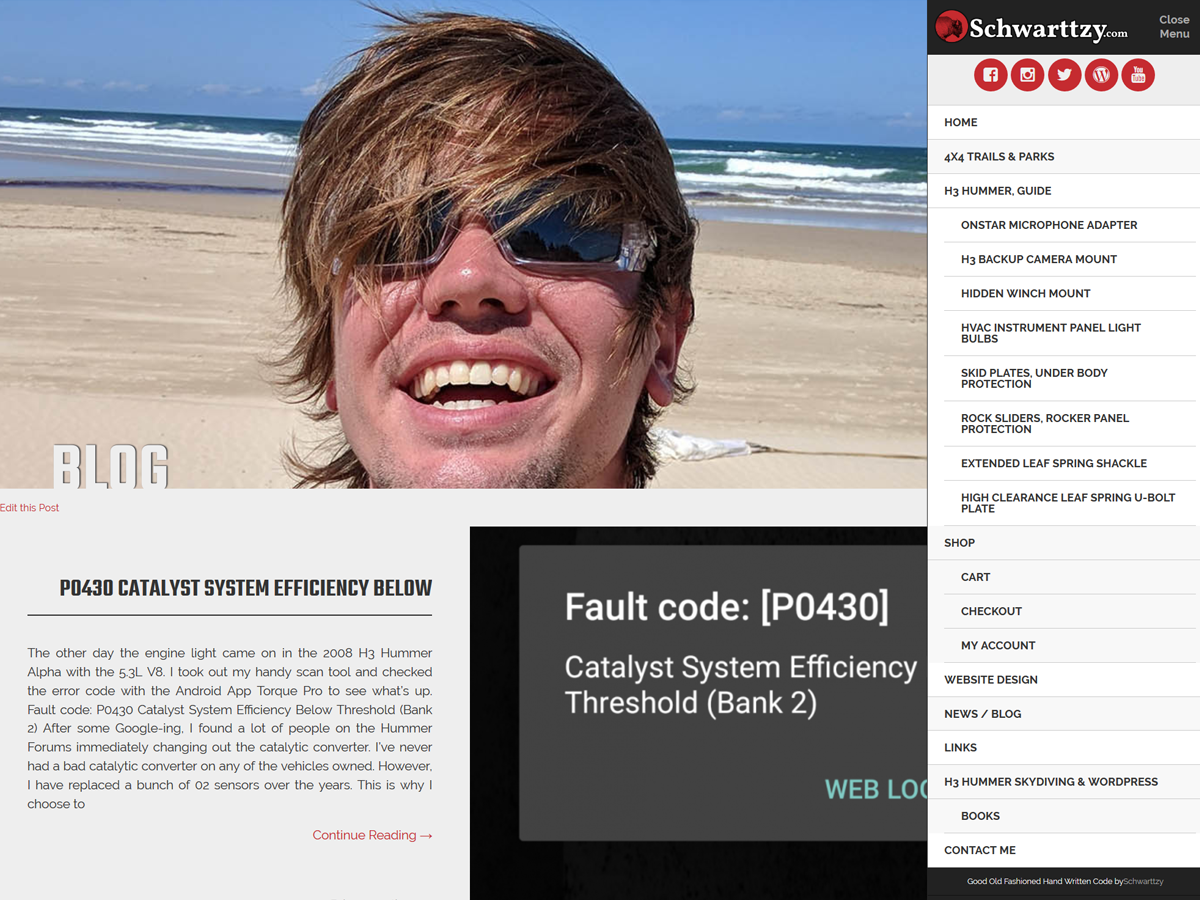 BLOG
Edit this Post
P0430 CATALYST SYSTEM EFFICIENCY BELOW
The other day the engine light came on in the 2008 H3 Hummer
Alpha with the 5.3L V8. I took out my handy scan tool and checked
the error code with the Android App Torque Pro to see what's up.
Fault code: P0430 Catalyst System Efficiency Below Threshold (Bank
2) After some Google-ing, I found a lot of people on the Hummer
Forums immediately changing out the catalytic converter. I've never
had a bad catalytic converter on any of the vehicles owned. However,
I have replaced a bunch of 02 sensors over the years. This is why I
choose to
Continue Reading →
Fault code: [P0430]
Catalyst System Efficiency
Threshold (Bank 2)
WEB
Schwarttzy.com
Close
Menu
You
Tube
HOME
4X4 TRAILS & PARKS
H3 HUMMER, GUIDE
ONSTAR MICROPHONE ADAPTER
H3 BACKUP CAMERA MOUNT
HIDDEN WINCH MOUNT
HVAC INSTRUMENT PANEL LIGHT
BULBS
SKID PLATES, UNDER BODY
PROTECTION
ROCK SLIDERS, ROCKER PANEL
PROTECTION
EXTENDED LEAF SPRING SHACKLE
HIGH CLEARANCE LEAF SPRING U-BOLT
PLATE
SHOP
CART
CHECKOUT
MY ACCOUNT
WEBSITE DESIGN
NEWS / BLOG
LINKS
H3 HUMMER SKYDIVING & WORDPRESS
BOOKS
CONTACT ME
Good Old Fashioned Hand Written Code bySchwarttzy